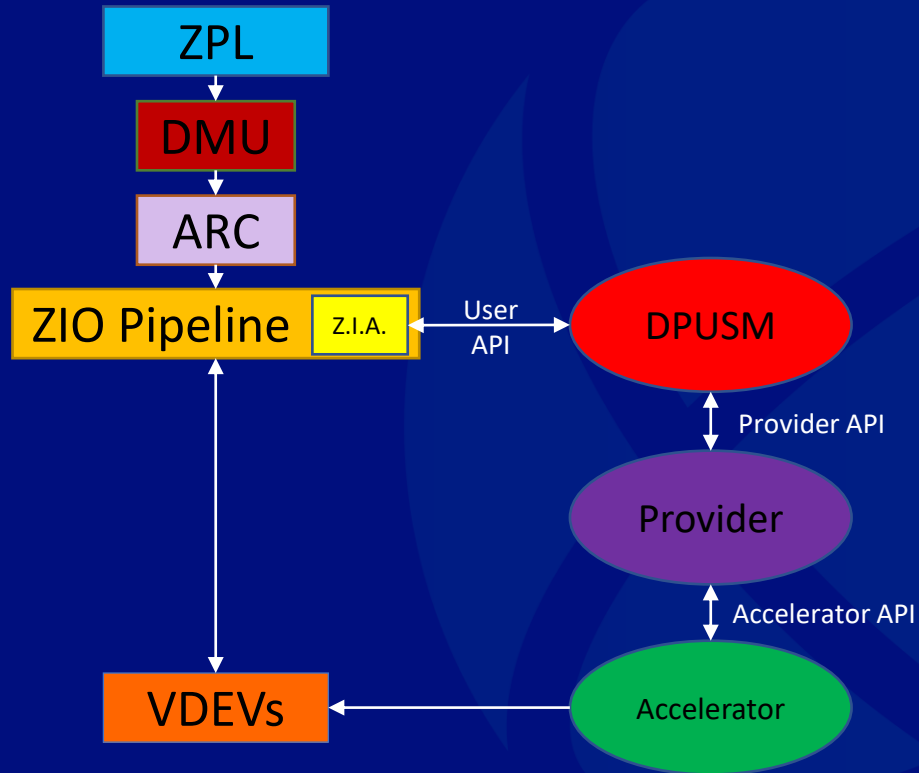 ZPL
DMU
ARC
ZIO Pipeline
Z.I.A.
User
API
DPUSM
Provider API
Provider
Accelerator API
VDEVs
Accelerator